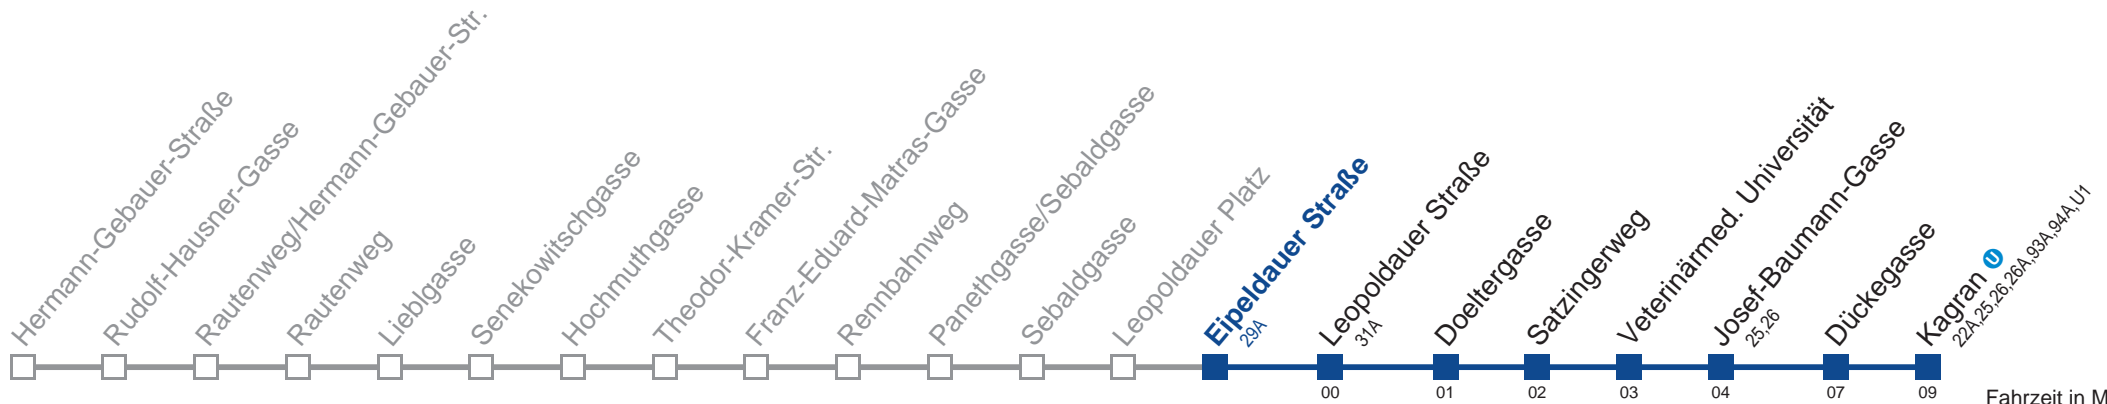 Hermann-Gebauer-Straße
Rudolf-Hausner-Gasse
Rautenweg/Hermann-Gebauer-Str.
Rautenweg
Lieblgasse
Senekowitschgasse
Hochmuthgasse
Theodor-Kramer-Str.
Franz-Eduard-Matras-Gasse
Rennbahnweg
Panethgasse/Sebaldgasse
Sebaldgasse
Leopoldauer Platz
Eipeldauer Straße
29A
Leopoldauer Straße
31A
Doeltergasse
Satzingerweg
Veterinärmed. Universität
Josef-Baumann-Gasse
25,26
Dückegasse
Kagran U
22A,25,26,26A,93A,94A,U1
00 01 02 03 04 07 09
Fahrzeit in M